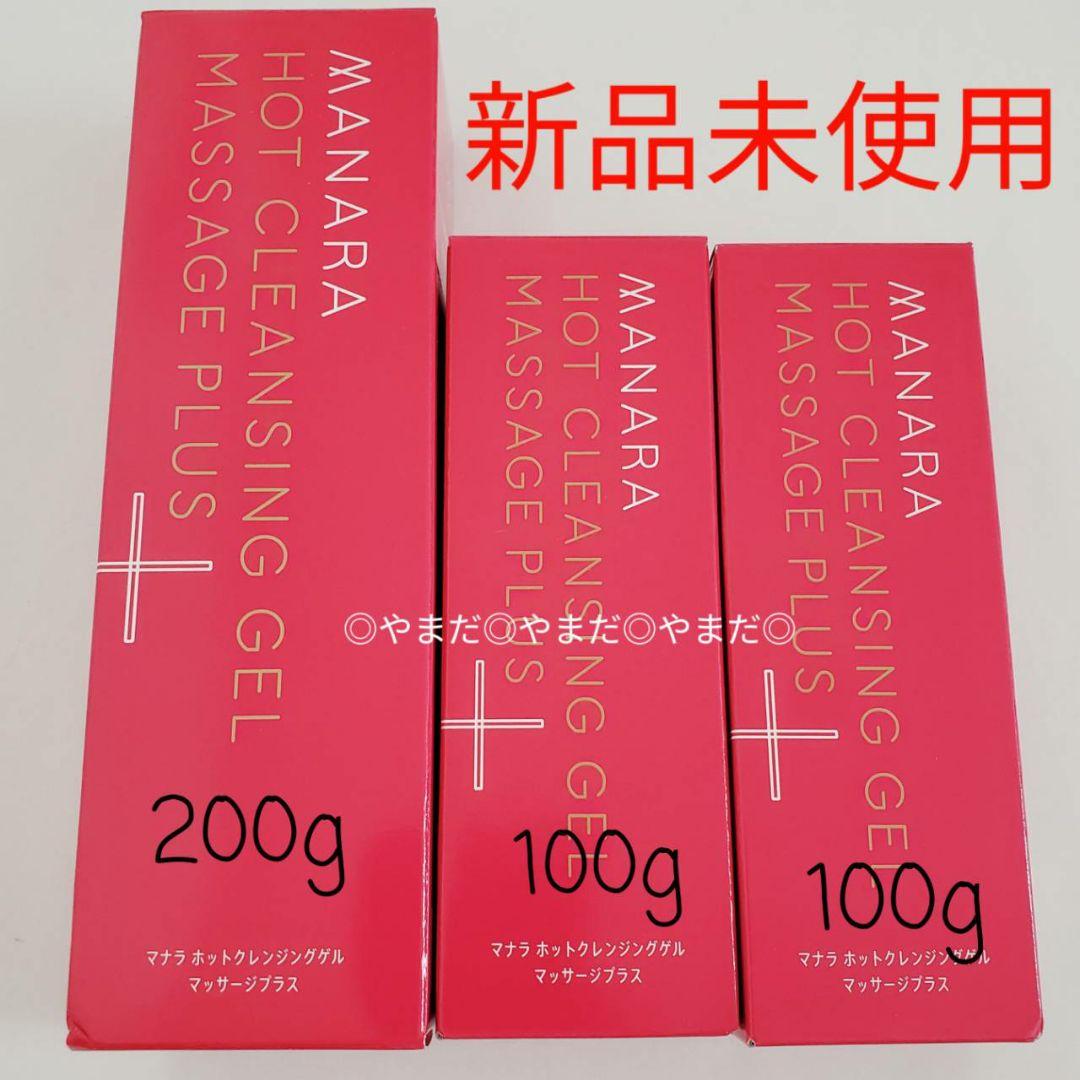 新品未使用
MANARA
HOT CLEANSING GEL
MASSAGE PLUS
200g
マナラ ホットクレンジングゲル
マッサージプラス
MANARA
HOT CLEANSING GEL
MASSAGE PLUS
100g
マナラ ホットクレンジングゲル
マッサージプラス
MANARA
HOT CLEANSING GEL
MASSAGE PLUS
100g
マナラ ホットクレンジングゲル
マッサージプラス
◎やまだ◎やまだ◎やまだ◎